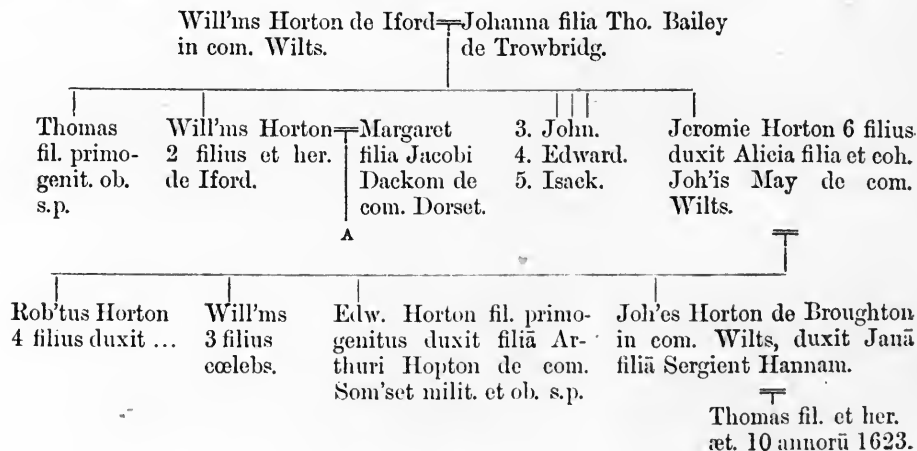 Will'ms Horton de Iford
in com. Wilts.
Johanna filia Tho. Bailey
de Trowbridg.
Thomas
fil. primo-
genit. ob.
s.p.
Will'ms Horton
2 filius et her.
de Iford.
Margaret
filia Jacobi
Dackom de
com. Dorset.
A
3. John.
4. Edward.
5. Isack.
Jeromie Horton 6 filius
duxit Alicia filia et coh.
Joh'is May de com.
Wilts.
Rob'tus Horton
4 filius duxit ...
Will'ms
3 filius
cœlebs.
Edw. Horton fil. primo-
genitus duxit filiā Ar-
thuri Hopton de com.
Som'set milit. et ob. s.p.
Joh'es Horton de Broughton
in com. Wilts, duxit Janā
filiā Sergient Hannam.
Thomas fil. et her.
æt. 10 annorū 1623.